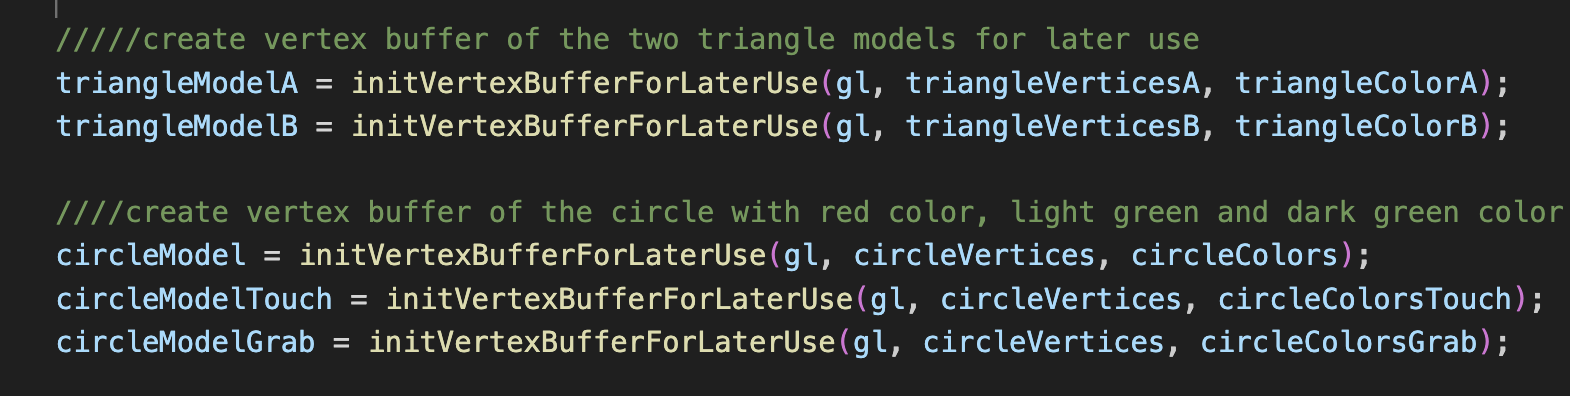 /////create vertex buffer of the two triangle models for later use
triangleModelA = initVertexBufferForLaterUse(gl, triangleVerticesA, triangleColorA);
triangleModelB = initVertexBufferForLaterUse(gl, triangleVerticesB, triangleColorB);
////create vertex buffer of the circle with red color, light green and dark green color
circleModel = initVertexBufferForLaterUse(gl, circleVertices, circleColors);
circleModelTouch = initVertexBufferForLaterUse(gl, circleVertices, circleColorsTouch);
circleModelGrab = initVertexBufferForLaterUse(gl, circleVertices, circleColorsGrab);